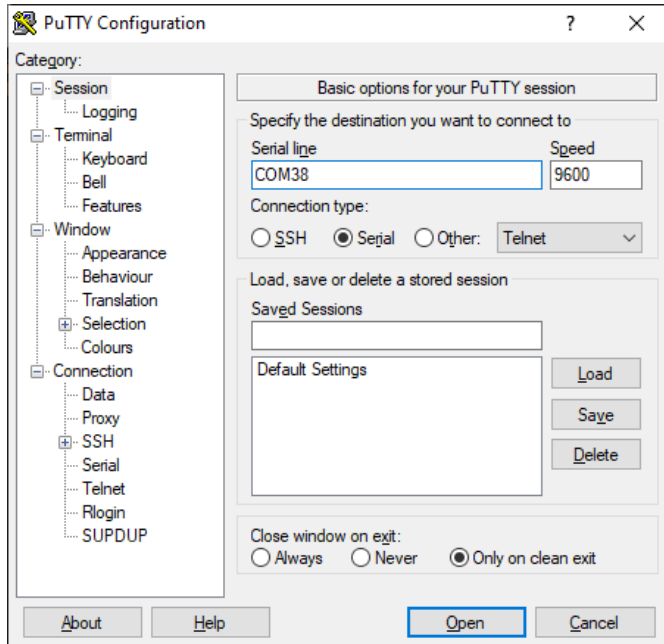 PuTTY Configuration
?
Category:
Session
Logging
Terminal
Keyboard
Bell
Features
Window
Appearance
Behaviour
Translation
Selection
Colours
Connection
Data
Proxy
SSH
Serial
Telnet
Rlogin
SUPDUP
Basic options for your PuTTY session
Specify the destination you want to connect to
Serial line
Speed
COM38
9600
Connection type:
SSH
Serial
Other:
Telnet
Load, save or delete a stored session
Saved Sessions
Default Settings
Load
Save
Delete
Close window on exit:
Always
Never
Only on clean exit
About
Help
Open
Cancel